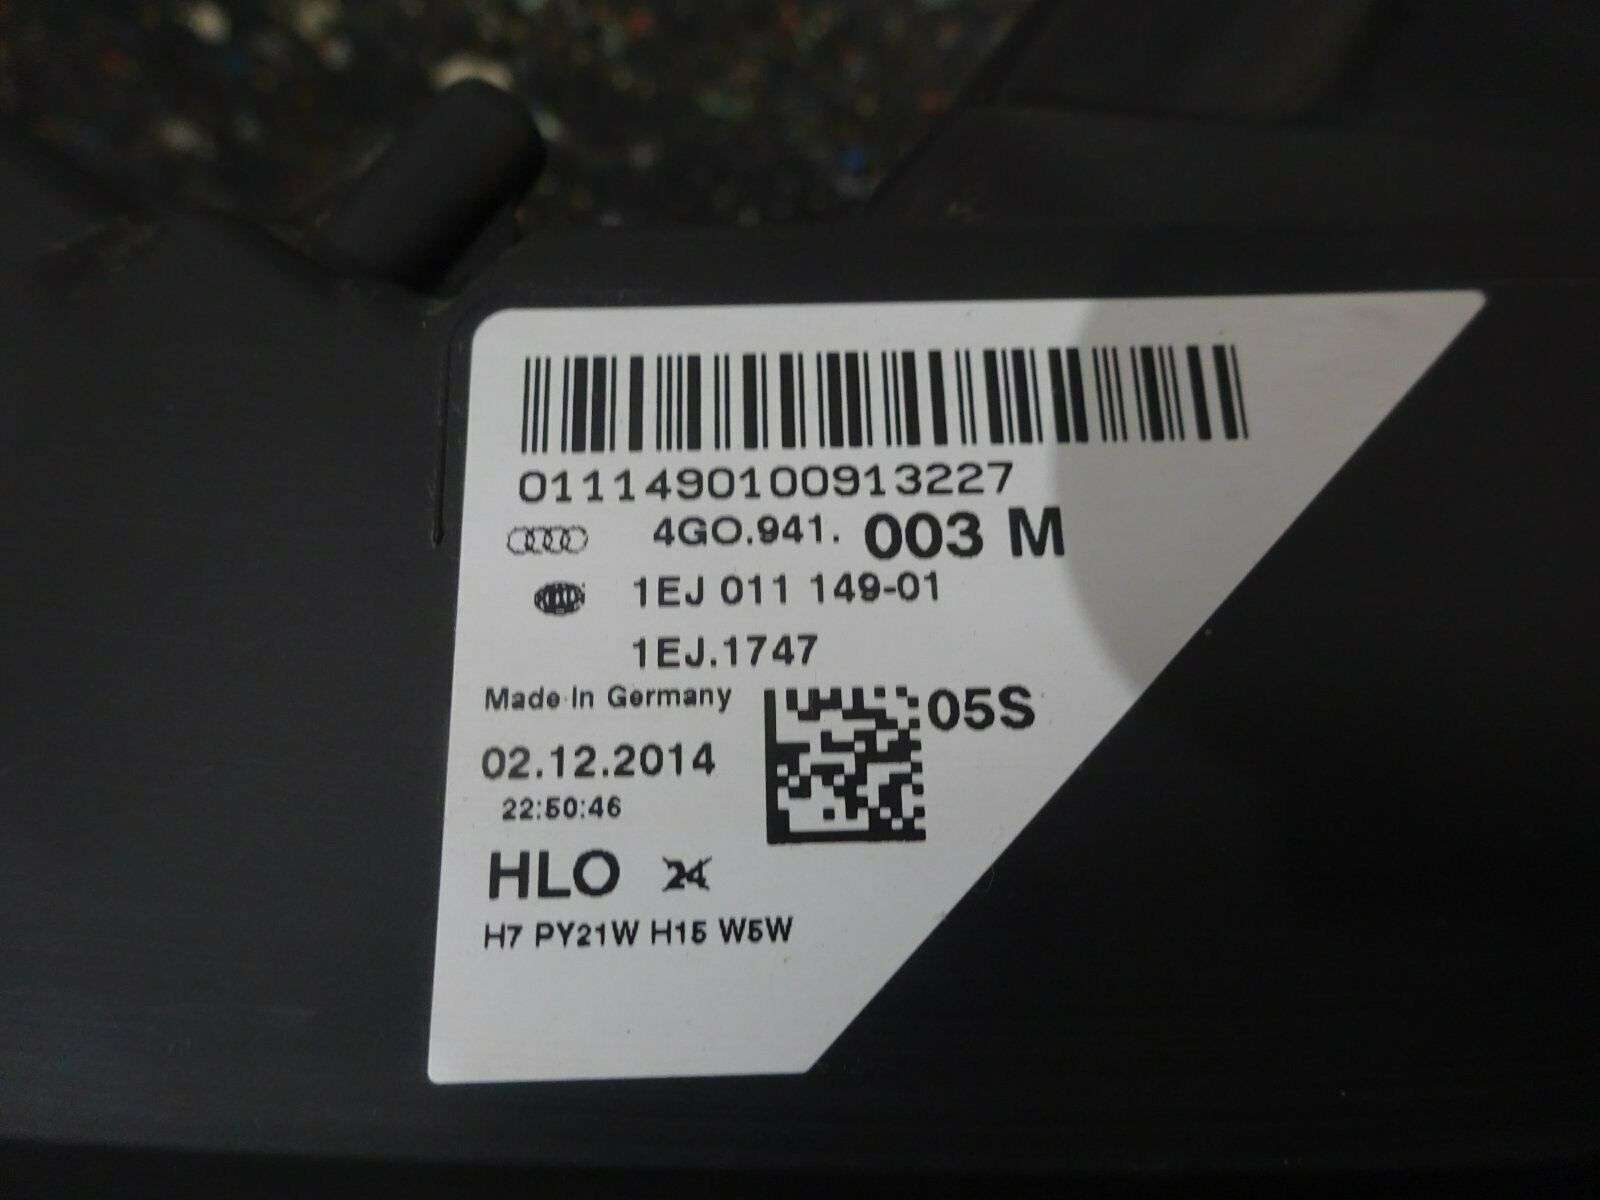 0111490100913227
4GO.941. 003 M
1EJ 011 149-01
1EJ.1747
Made In Germany
05S
02.12.2014
22:50:46
HLO 24
H7 PY21W H15 W5W